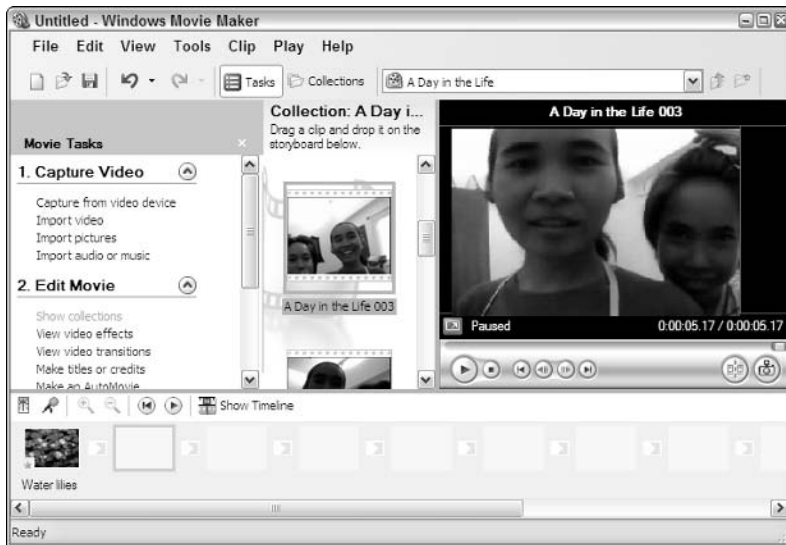 Untitled - Windows Movie Maker
File Edit View Tools Clip Play Help
Tasks Collections A Day in the Life
Movie Tasks
1. Capture Video
Capture from video device
Import video
Import pictures
Import audio or music
2. Edit Movie
Show collections
View video effects
View video transitions
Make titles or credits
Make an AutoMovie
Collection: A Day i...
Drag a clip and drop it on the
storyboard below.
A Day in the Life 003
A Day in the Life 003
Paused 0:00:05.17 / 0:00:05.17
Show Timeline
Water lilies
Ready